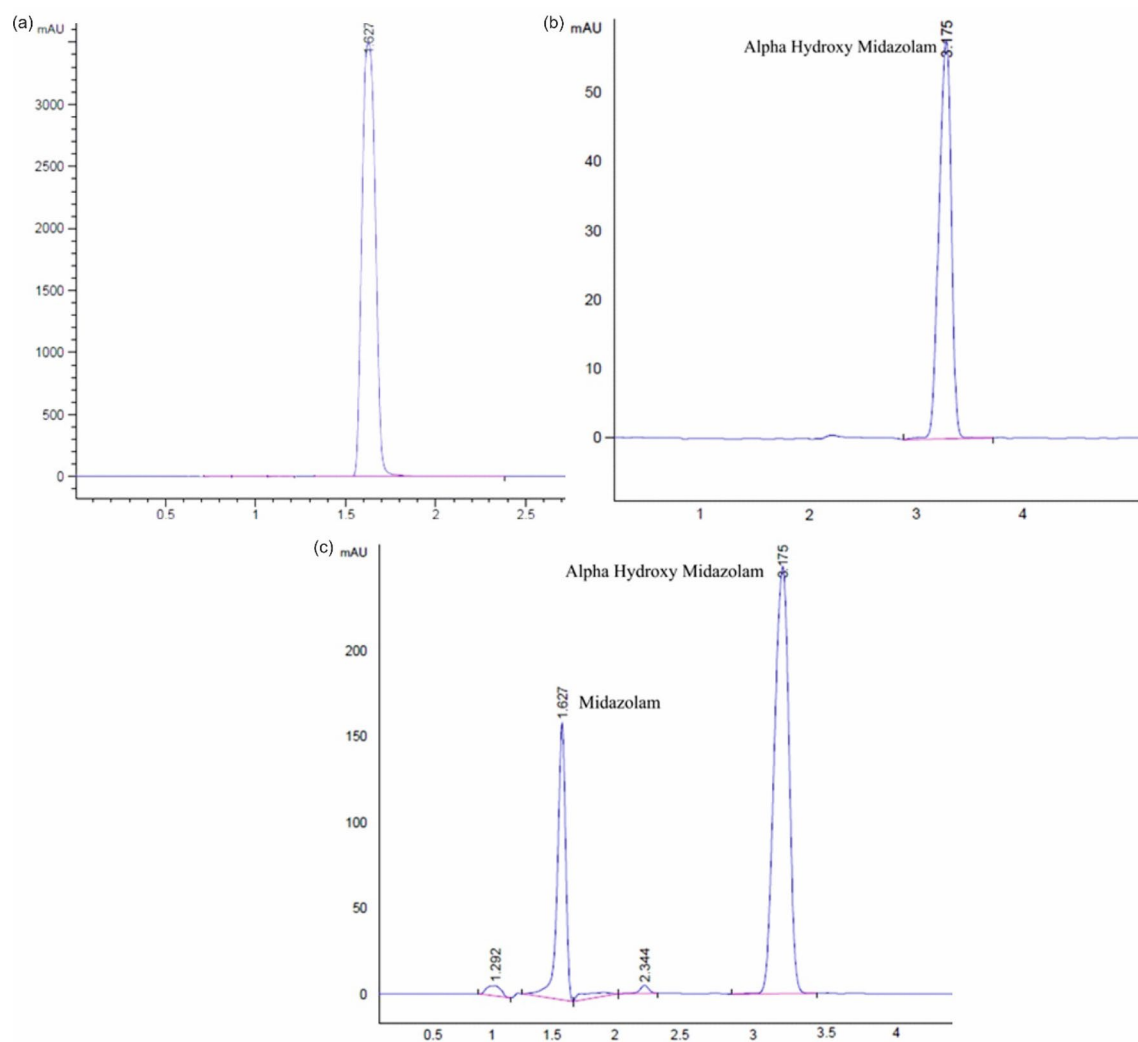 (a)
mAU
1.627
3000
2500
2000
1500
1000
500
0
0.5 1 1.5 2 2.5
(b)
mAU
Alpha Hydroxy Midazolam
3.175
50
40
30
20
10
0
1 2 3 4
(c)
mAU
Alpha Hydroxy Midazolam
3.175
200
Midazolam
1.627
150
100
50
1.292
2.344
0
0.5 1 1.5 2 2.5 3 3.5 4